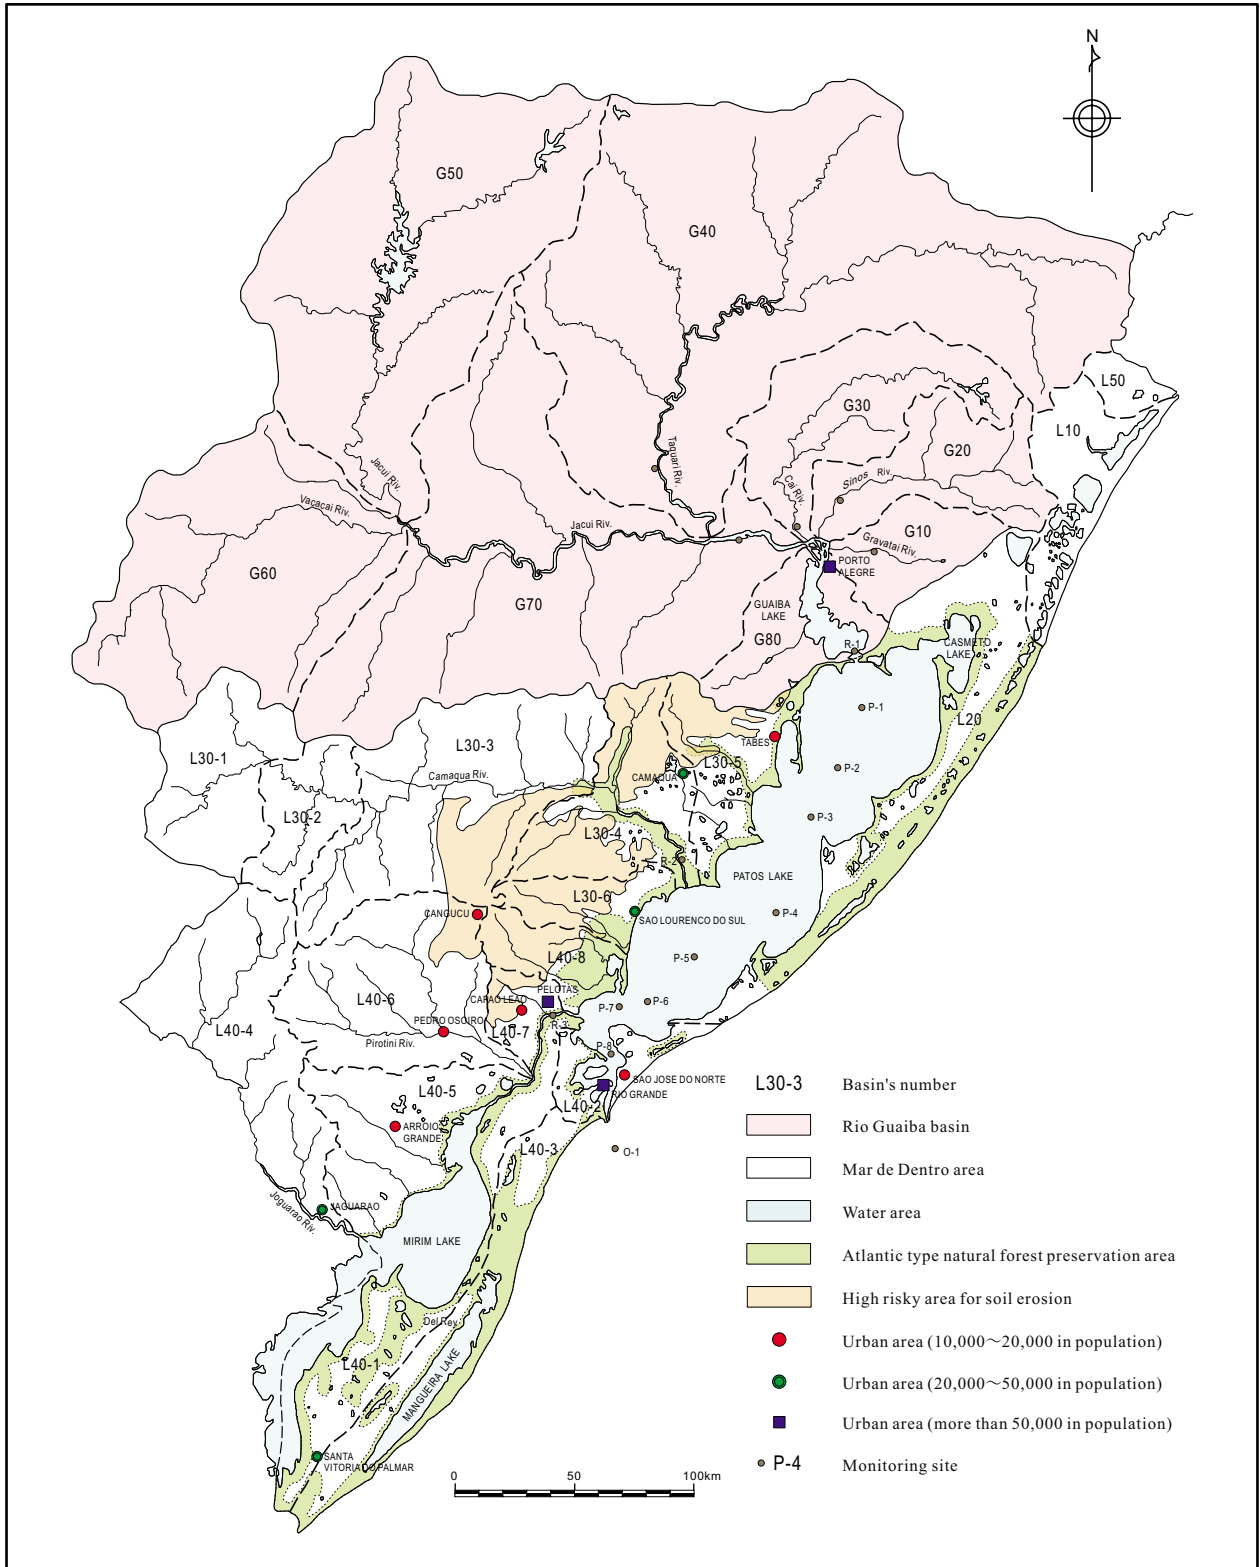 N
G50
G40
L50
G30
L10
G20
Taquari Riv.
Jacui Riv.
Cai Riv.
Sinos Riv.
Vacacai Riv.
Jacui Riv.
G10
Gravatai Riv.
PORTO
ALEGRE
G60
G70
GUAIBA
LAKE
G80
R-1
CASMETO
LAKE
P-1
L20
L30-1
L30-3
TABES
L30-5
CAMAQUA
Camaqua Riv.
P-2
L30-2
P-3
L30-4
R-2
PATOS LAKE
L30-6
CANGUCU
SAO LOURENCO DO SUL
P-4
L40-8
P-5
PELOTAS
L40-6
CAPAO LEAO
P-7
P-6
PEDRO OSOIRO
R-3
L40-4
L40-7
Pirotini Riv.
P-8
SAO JOSE DO NORTE
L40-5
RIO GRANDE
L40-2
ARROIO
GRANDE
L40-3
O-1
Joguarao Riv.
JAGUARAO
MIRIM LAKE
Del Rey
L40-1
MANGUEIRA LAKE
SANTA
VITORIA DO PALMAR
L30-3 Basin's number
Rio Guaiba basin
Mar de Dentro area
Water area
Atlantic type natural forest preservation area
High risky area for soil erosion
Urban area (10,000～20,000 in population)
Urban area (20,000～50,000 in population)
Urban area (more than 50,000 in population)
P-4 Monitoring site
0 50 100km